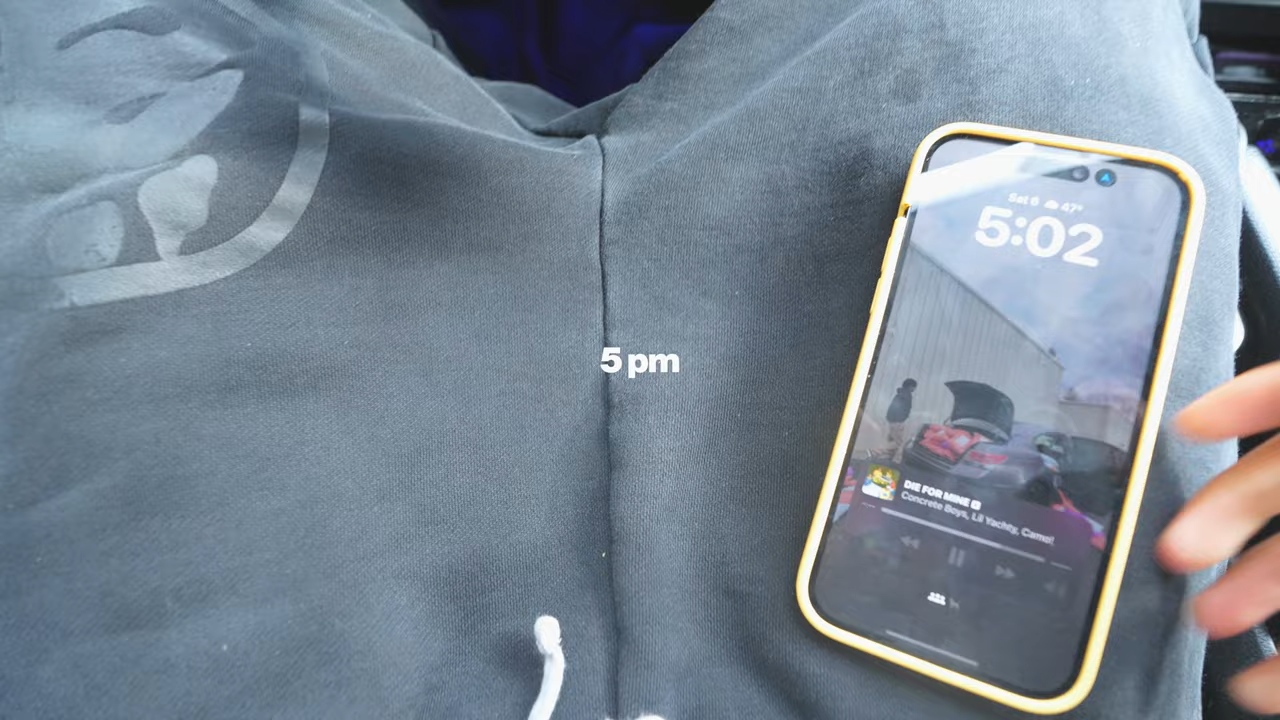 Sat 6 47°
5:02
5 pm
DIE FOR MINE E
Concrete Boys, Lil Yachty, Camo!